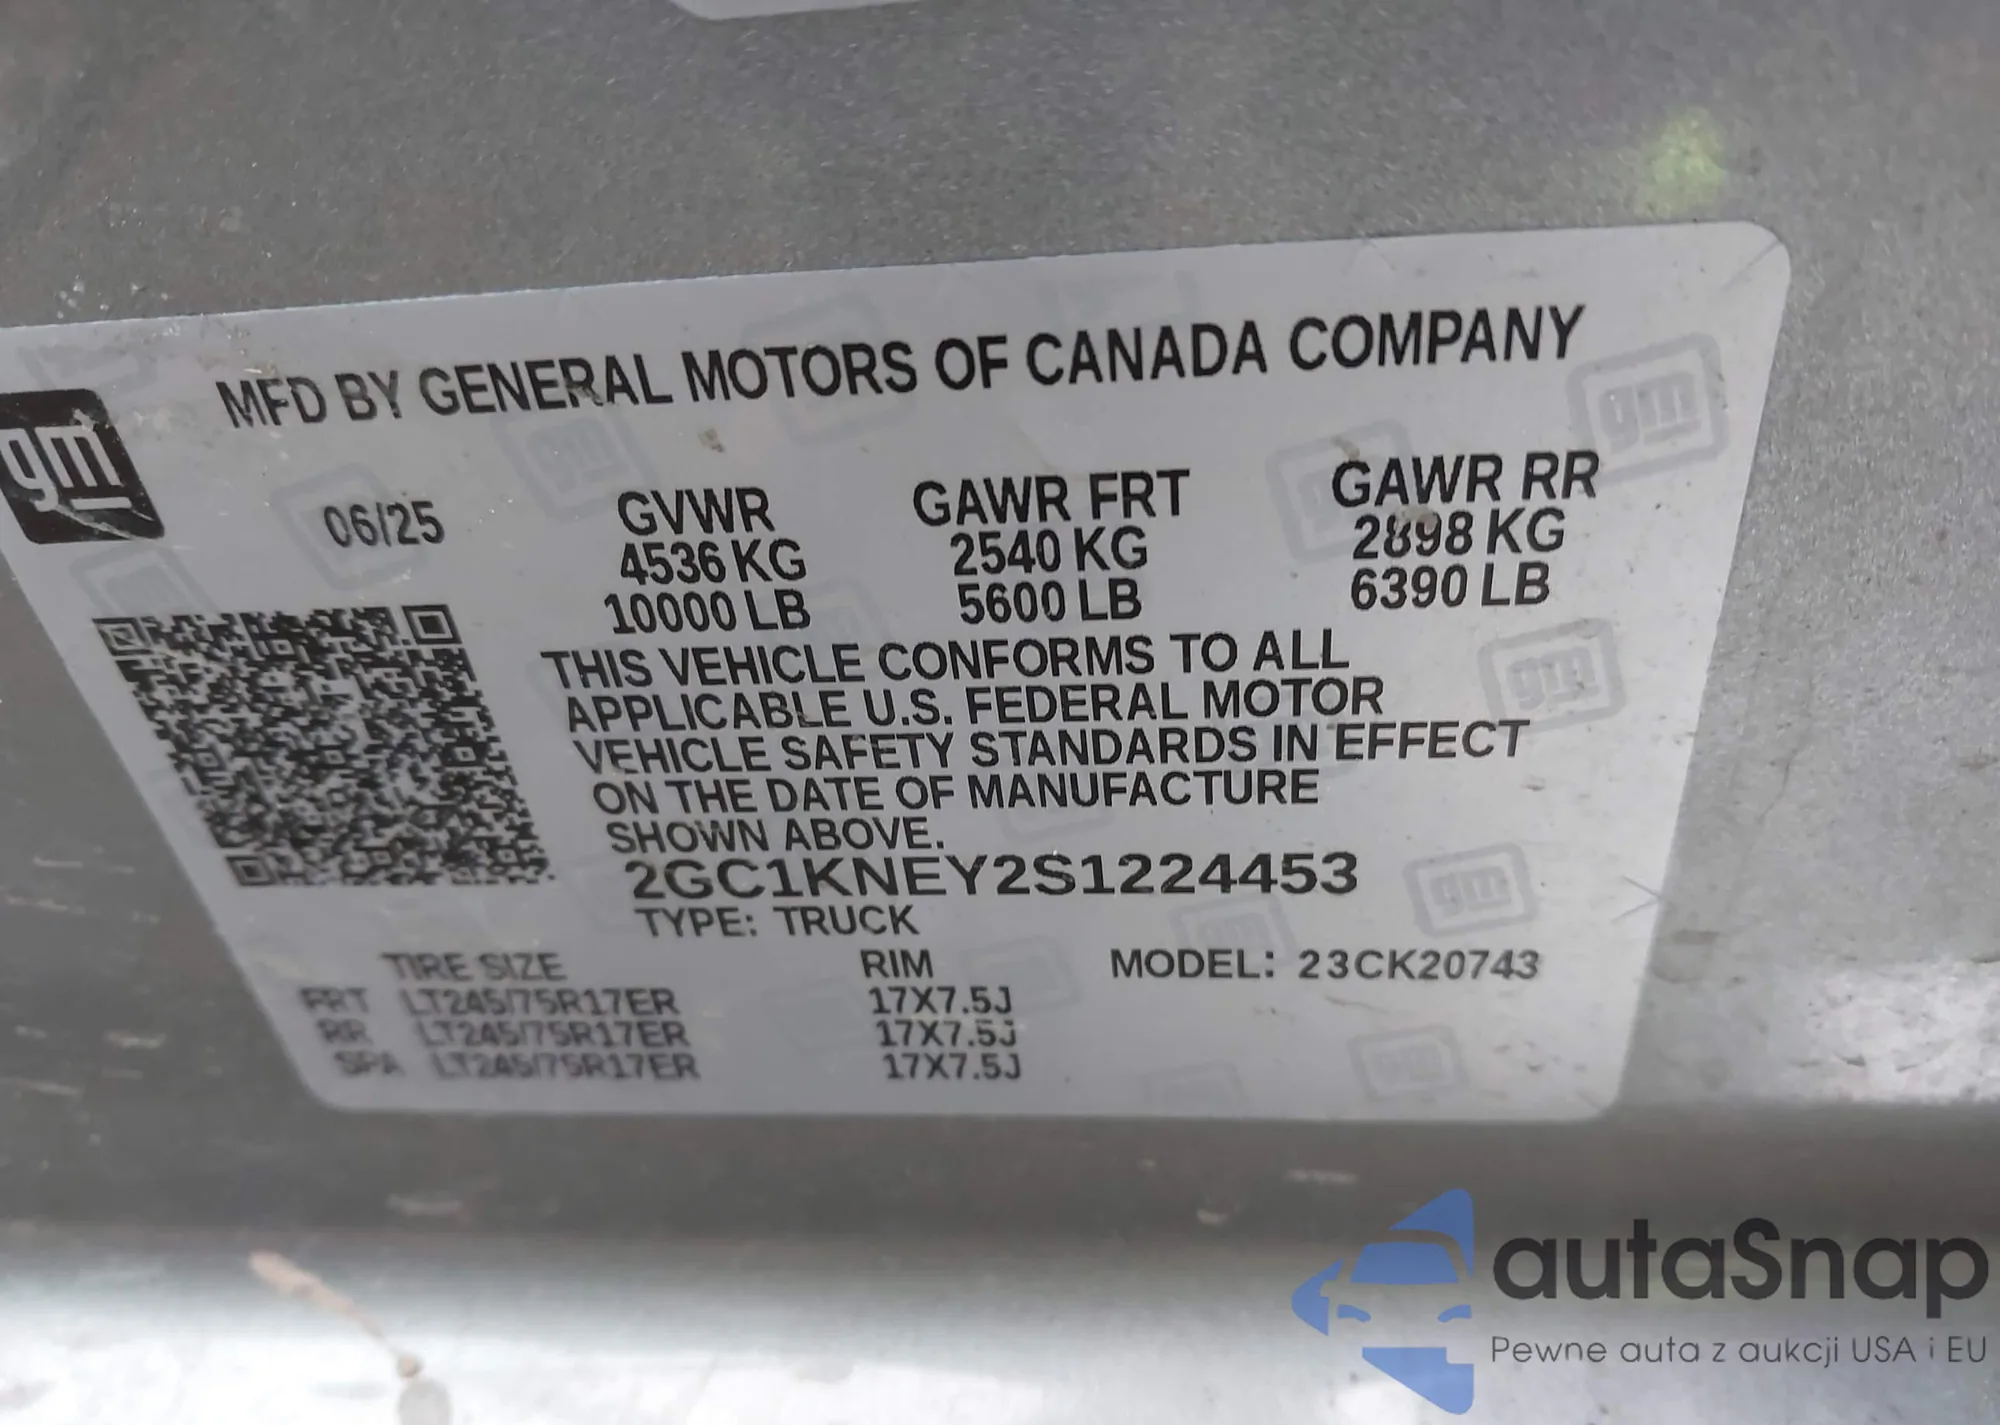 MFD BY GENERAL MOTORS OF CANADA COMPANY
gm
06/25
GVWR GAWR FRT GAWR RR
4536 KG 2540 KG 2898 KG
10000 LB 5600 LB 6390 LB
THIS VEHICLE CONFORMS TO ALL
APPLICABLE U.S. FEDERAL MOTOR
VEHICLE SAFETY STANDARDS IN EFFECT
ON THE DATE OF MANUFACTURE
SHOWN ABOVE.
2GC1KNEY2S1224453
TYPE: TRUCK
TIRE SIZE RIM MODEL: 23CK20743
FRT LT245/75R17ER 17X7.5J
RR LT245/75R17ER 17X7.5J
SPA LT245/75R17ER 17X7.5J
autaSnap
Pewne auta z aukcji USA i EU